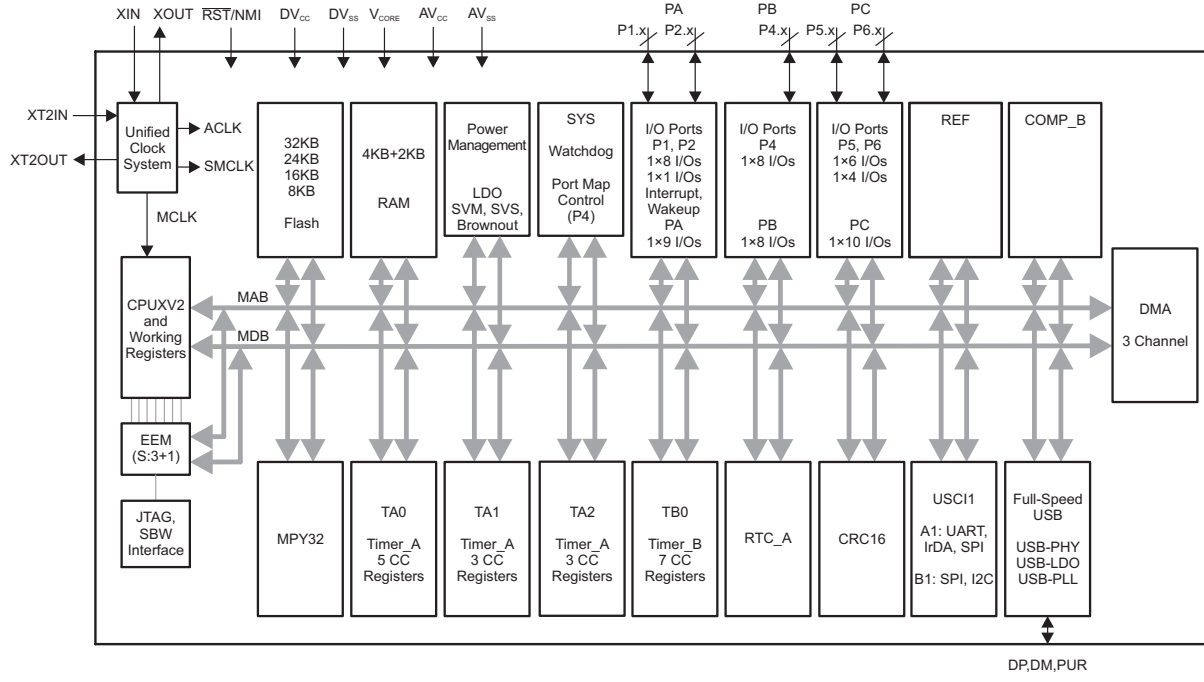 XIN
XOUT
RST/NMI
DVCC
DVSS
VCORE
AVCC
AVSS
PA
P1.x
P2.x
PB
P4.x
PC
P5.x
P6.x
XT2IN
XT2OUT
Unified
Clock
System
ACLK
SMCLK
MCLK
32KB
24KB
16KB
8KB
Flash
4KB+2KB
RAM
Power
Management
LDO
SVM, SVS,
Brownout
SYS
Watchdog
Port Map
Control
(P4)
I/O Ports
P1, P2
1×8 I/Os
1×1 I/Os
Interrupt,
Wakeup
PA
1×9 I/Os
I/O Ports
P4
1×8 I/Os
PB
1×8 I/Os
I/O Ports
P5, P6
1×6 I/Os
1×4 I/Os
PC
1×10 I/Os
REF
COMP_B
CPUXV2
and
Working
Registers
MAB
MDB
DMA
3 Channel
EEM
(S:3+1)
JTAG,
SBW
Interface
MPY32
TA0
Timer_A
5 CC
Registers
TA1
Timer_A
3 CC
Registers
TA2
Timer_A
3 CC
Registers
TB0
Timer_B
7 CC
Registers
RTC_A
CRC16
USCI1
A1: UART,
IrDA, SPI
B1: SPI, I2C
Full-Speed
USB
USB-PHY
USB-LDO
USB-PLL
DP,DM,PUR